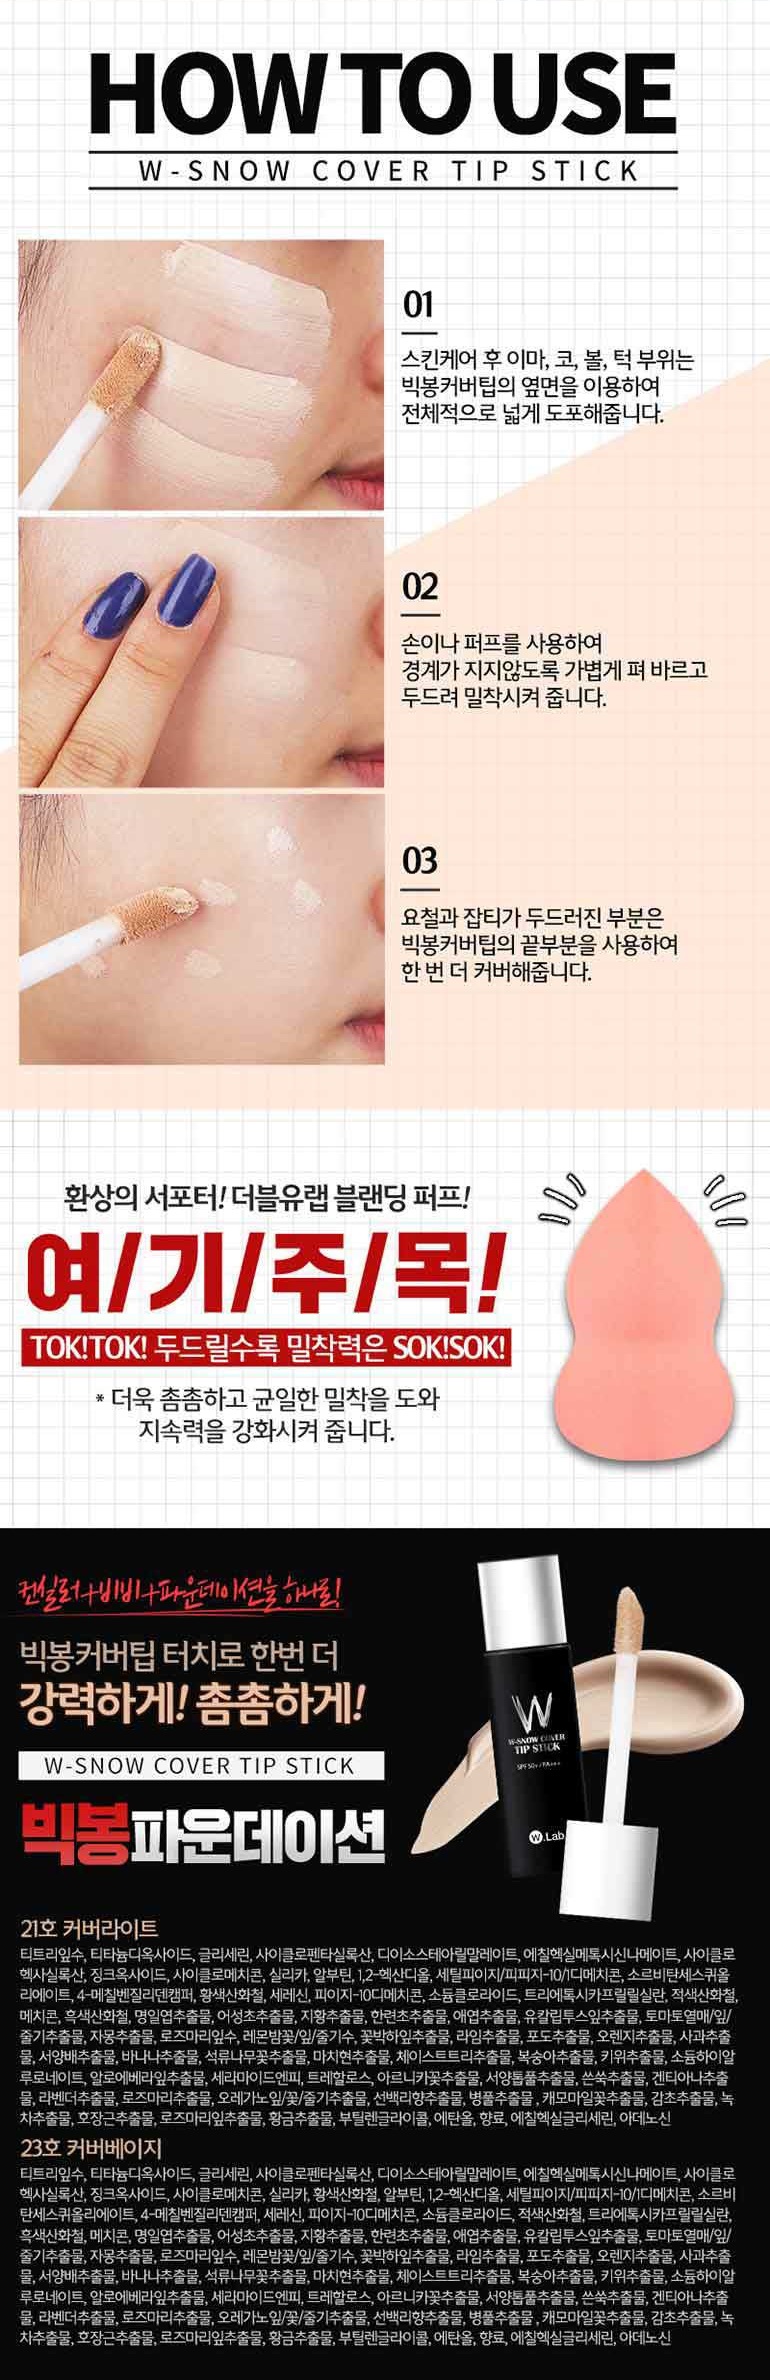 HOW TO USE
W-SNOW COVER TIP STICK
01
스킨케어 후 이마, 코, 볼, 턱 부위는
빅봉커버팁의 옆면을 이용하여
전체적으로 넓게 도포해줍니다.
02
손이나 퍼프를 사용하여
경계가 지지않도록 가볍게 펴 바르고
두드려 밀착시켜 줍니다.
03
요철과 잡티가 두드러진 부분은
빅봉커버팁의 끝부분을 사용하여
한 번 더 커버해줍니다.
환상의 서포터! 더블유랩 블랜딩 퍼프!
여/기/주/목!
TOK!TOK! 두드릴수록 밀착력은 SOK!SOK!
* 더욱 촘촘하고 균일한 밀착을 도와
지속력을 강화시켜 줍니다.
컨실러+비비+파운데이션을 하나로!
빅봉커버팁 터치로 한번 더
강력하게! 촘촘하게!
W-SNOW COVER TIP STICK
빅봉파운데이션
W
W-SNOW COVER
TIP STICK
SPF 50+ / PA+++
W.Lab
21호 커버라이트
티트리잎수, 티타늄디옥사이드, 글리세린, 사이클로펜타실록산, 디이소스테아릴말레이트, 에칠헥실메톡시신나메이트, 사이클로
헥사실록산, 징크옥사이드, 사이클로메치콘, 실리카, 알부틴, 1,2-헥산디올, 세틸피이지/피피지-10/1디메치콘, 소르비탄세스퀴올
리에이트, 4-메칠벤질리덴캠퍼, 황색산화철, 세레신, 피이지-10디메치콘, 소듐클로라이드, 트리에톡시카프릴릴실란, 적색산화철,
메치콘, 흑색산화철, 명일엽추출물, 어성초추출물, 지황추출물, 한련초추출물, 애엽추출물, 유칼립투스잎추출물, 토마토열매/잎/
줄기추출물, 자몽추출물, 로즈마리잎수, 레몬밤꽃/잎/줄기수, 꽃박하잎추출물, 라임추출물, 포도추출물, 오렌지추출물, 사과추출
물, 서양배추출물, 바나나추출물, 석류나무꽃추출물, 마치현추출물, 체이스트트리추출물, 복숭아추출물, 키위추출물, 소듐하이알
루로네이트, 알로에베라잎추출물, 세라마이드엔피, 트레할로스, 아르니카꽃추출물, 서양톱풀추출물, 쓴쑥추출물, 겐티아나추출
물, 라벤더추출물, 로즈마리추출물, 오레가노잎/꽃/줄기추출물, 선백리향추출물, 병풀추출물, 캐모마일꽃추출물, 감초추출물, 녹
차추출물, 호장근추출물, 로즈마리잎추출물, 황금추출물, 부틸렌글라이콜, 에탄올, 향료, 에칠헥실글리세린, 아데노신
23호 커버베이지
티트리잎수, 티타늄디옥사이드, 글리세린, 사이클로펜타실록산, 디이소스테아릴말레이트, 에칠헥실메톡시신나메이트, 사이클로
헥사실록산, 징크옥사이드, 사이클로메치콘, 실리카, 황색산화철, 알부틴, 1,2-헥산디올, 세틸피이지/피피지-10/1디메치콘, 소르비
탄세스퀴올리에이트, 4-메칠벤질리덴캠퍼, 세레신, 피이지-10디메치콘, 소듐클로라이드, 적색산화철, 트리에톡시카프릴릴실란,
흑색산화철, 메치콘, 명일엽추출물, 어성초추출물, 지황추출물, 한련초추출물, 애엽추출물, 유칼립투스잎추출물, 토마토열매/잎/
줄기추출물, 자몽추출물, 로즈마리잎수, 레몬밤꽃/잎/줄기수, 꽃박하잎추출물, 라임추출물, 포도추출물, 오렌지추출물, 사과추출
물, 서양배추출물, 바나나추출물, 석류나무꽃추출물, 마치현추출물, 체이스트트리추출물, 복숭아추출물, 키위추출물, 소듐하이알
루로네이트, 알로에베라잎추출물, 세라마이드엔피, 트레할로스, 아르니카꽃추출물, 서양톱풀추출물, 쓴쑥추출물, 겐티아나추출
물, 라벤더추출물, 로즈마리추출물, 오레가노잎/꽃/줄기추출물, 선백리향추출물, 병풀추출물, 캐모마일꽃추출물, 감초추출물, 녹
차추출물, 호장근추출물, 로즈마리잎추출물, 황금추출물, 부틸렌글라이콜, 에탄올, 향료, 에칠헥실글리세린, 아데노신